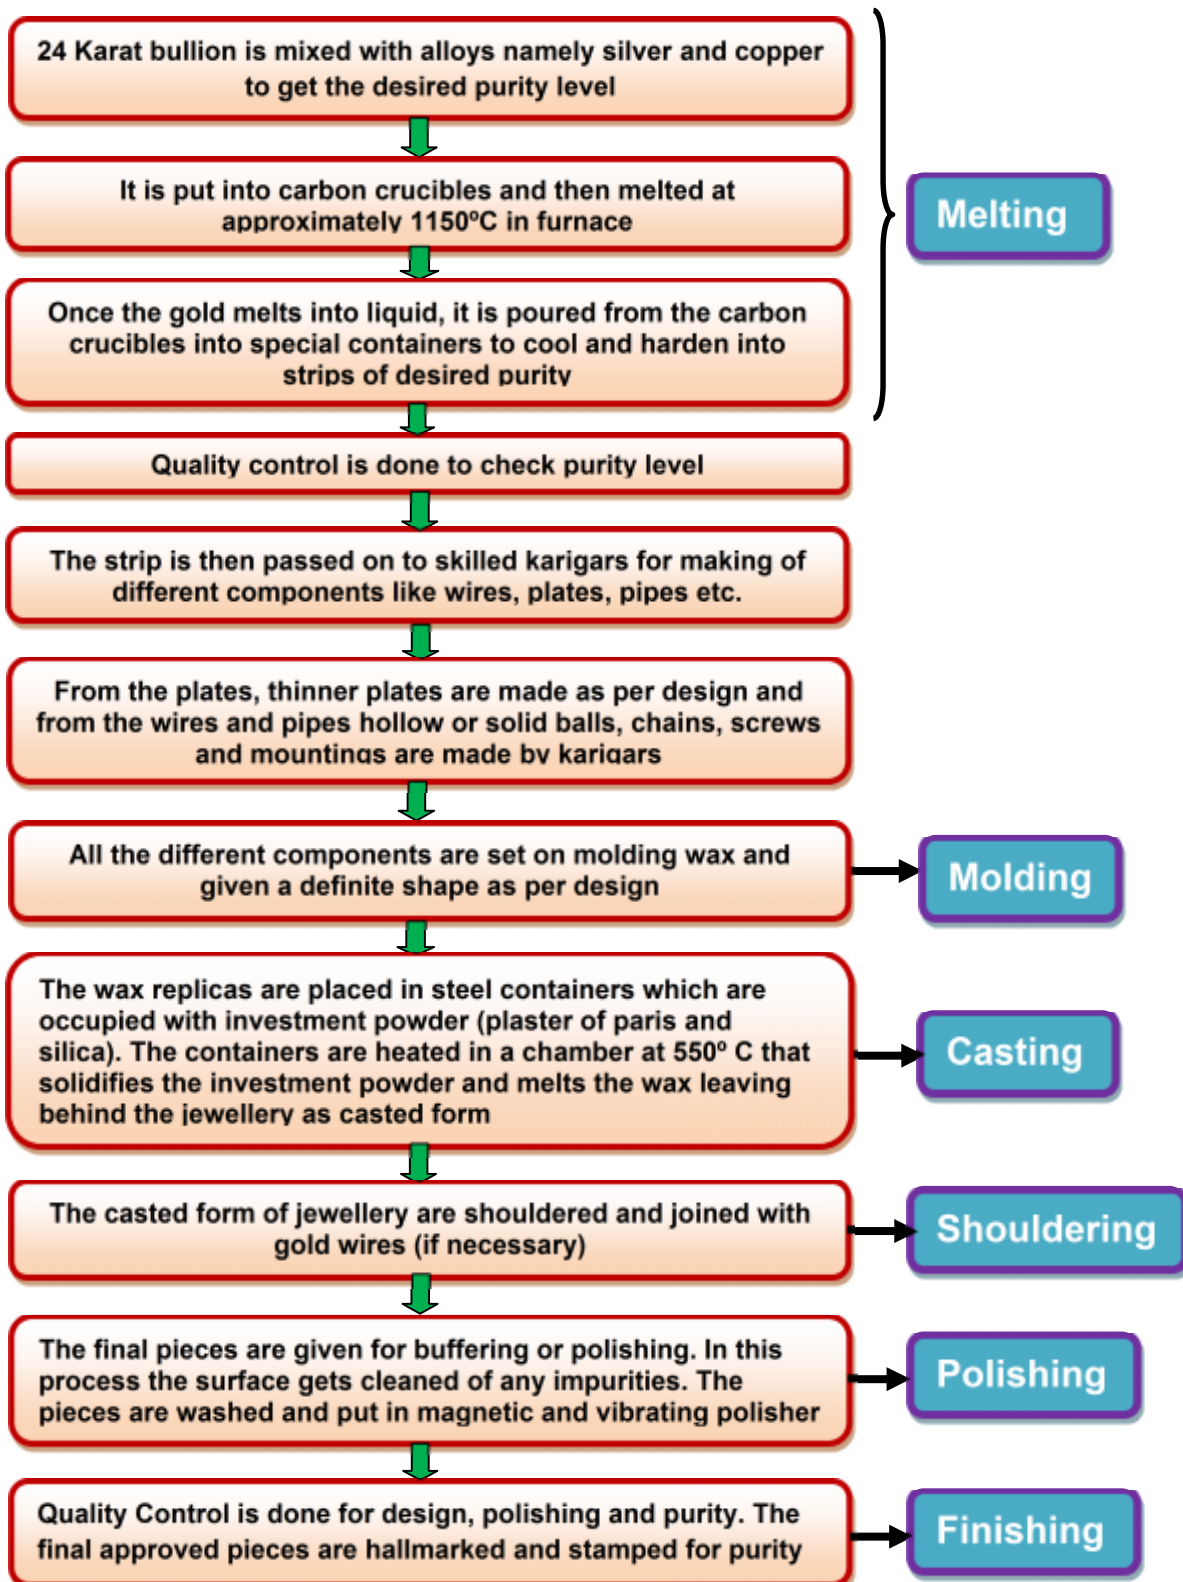 24 Karat bullion is mixed with alloys namely silver and copper
to get the desired purity level
It is put into carbon crucibles and then melted at
approximately 1150ºC in furnace
Melting
Once the gold melts into liquid, it is poured from the carbon
crucibles into special containers to cool and harden into
strips of desired purity
Quality control is done to check purity level
The strip is then passed on to skilled karigars for making of
different components like wires, plates, pipes etc.
From the plates, thinner plates are made as per design and
from the wires and pipes hollow or solid balls, chains, screws
and mountings are made by karigars
All the different components are set on molding wax and
given a definite shape as per design
Molding
The wax replicas are placed in steel containers which are
occupied with investment powder (plaster of paris and
silica). The containers are heated in a chamber at 550º C that
solidifies the investment powder and melts the wax leaving
behind the jewellery as casted form
Casting
The casted form of jewellery are shouldered and joined with
gold wires (if necessary)
Shouldering
The final pieces are given for buffering or polishing. In this
process the surface gets cleaned of any impurities. The
pieces are washed and put in magnetic and vibrating polisher
Polishing
Quality Control is done for design, polishing and purity. The
final approved pieces are hallmarked and stamped for purity
Finishing